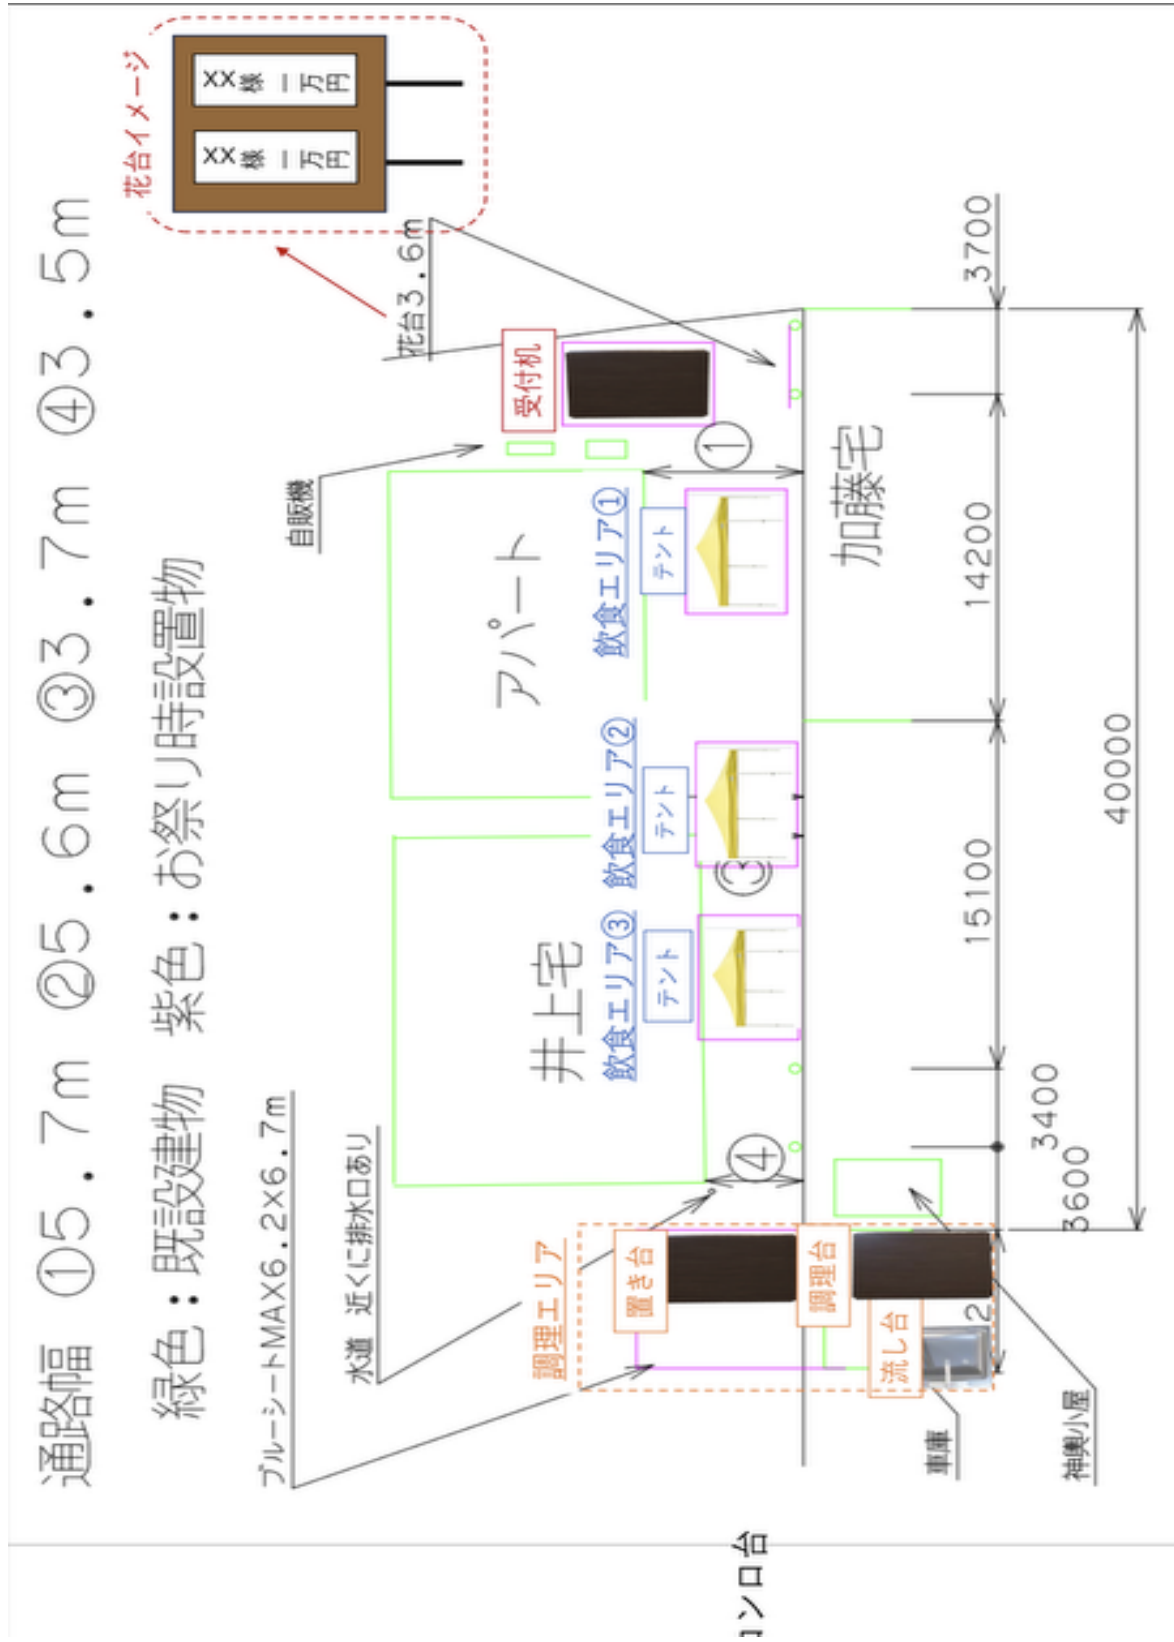 通路幅 ①5.7m ②5.6m ③3.7m ④3.5m
緑色:既設建物 紫色:お祭り時設置物
花台イメージ
××様 一万円
××様 一万円
ブルーシートMAX6.2×6.7m
水道 近くに排水口あり
自販機
花台3.6m
受付机
アパート
井上宅
飲食エリア③
飲食エリア②
飲食エリア①
テント
テント
テント
調理エリア
置き台
④
③
①
調理台
加藤宅
流し台
車庫
2
15100
14200
3700
3400
3600
神輿小屋
40000
コンロ台